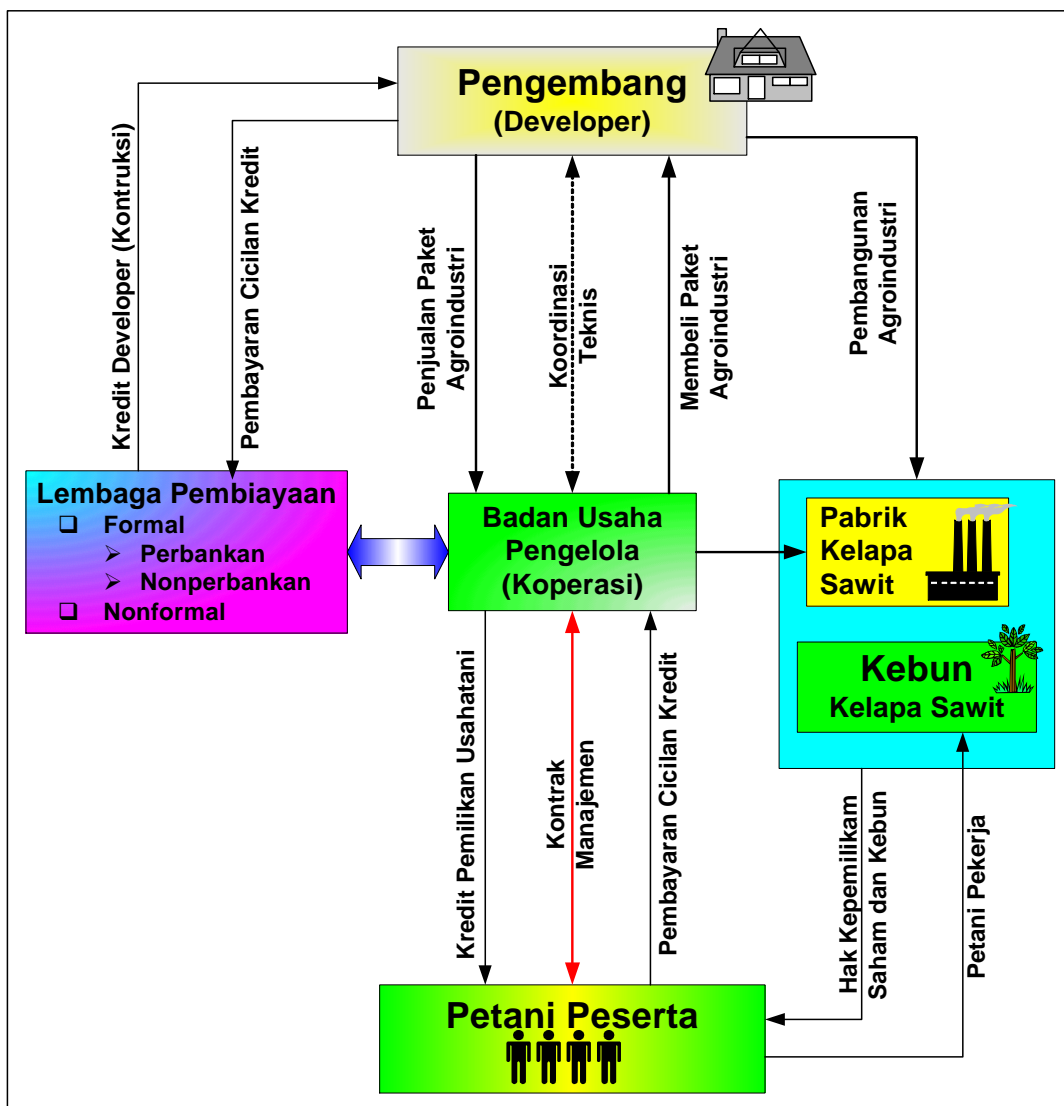 Pengembang
(Developer)
Kredit Developer (Kontruksi)
Pembayaran Cicilan Kredit
Penjualan Paket
Agroindustri
Koordinasi
Teknis
Membeli Paket
Agroindustri
Pembangunan
Agroindustri
Lembaga Pembiayaan
Formal
Perbankan
Nonperbankan
Nonformal
Badan Usaha
Pengelola
(Koperasi)
Pabrik
Kelapa
Sawit
Kebun
Kelapa Sawit
Kredit Pemilikan Usahatani
Kontrak
Manajemen
Pembayaran Cicilan Kredit
Hak Kepemilikam
Saham dan Kebun
Petani Pekerja
Petani Peserta